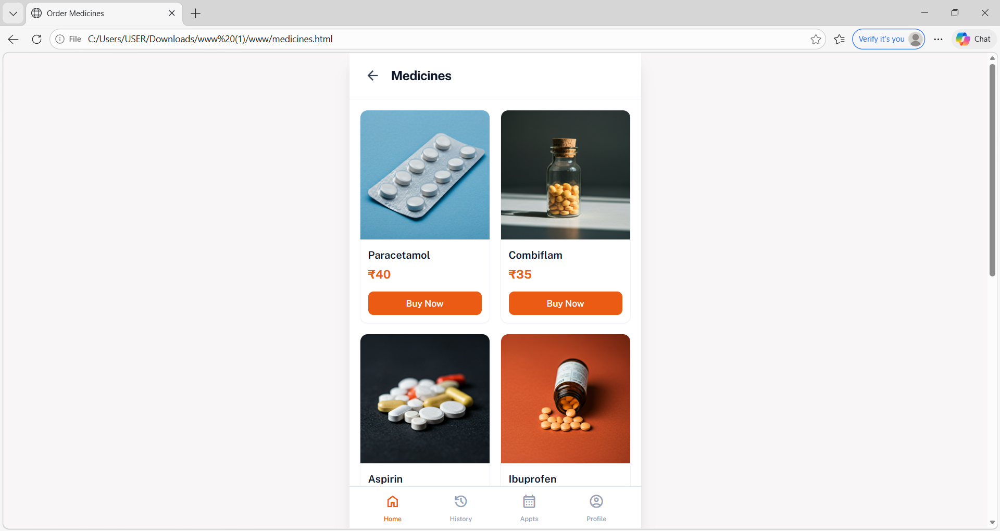 Order Medicines
File C:/Users/USER/Downloads/www%20(1)/www/medicines.html
Verify it's you
Chat
Medicines
Paracetamol
₹40
Buy Now
Combiflam
₹35
Buy Now
Aspirin
Ibuprofen
Home
History
Appts
Profile